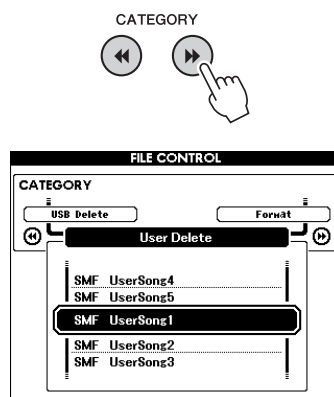 CATEGORY
FILE CONTROL
CATEGORY
USB Delete Format
User Delete
SMF UserSong4
SMF UserSong5
SMF UserSong1
SMF UserSong2
SMF UserSong3